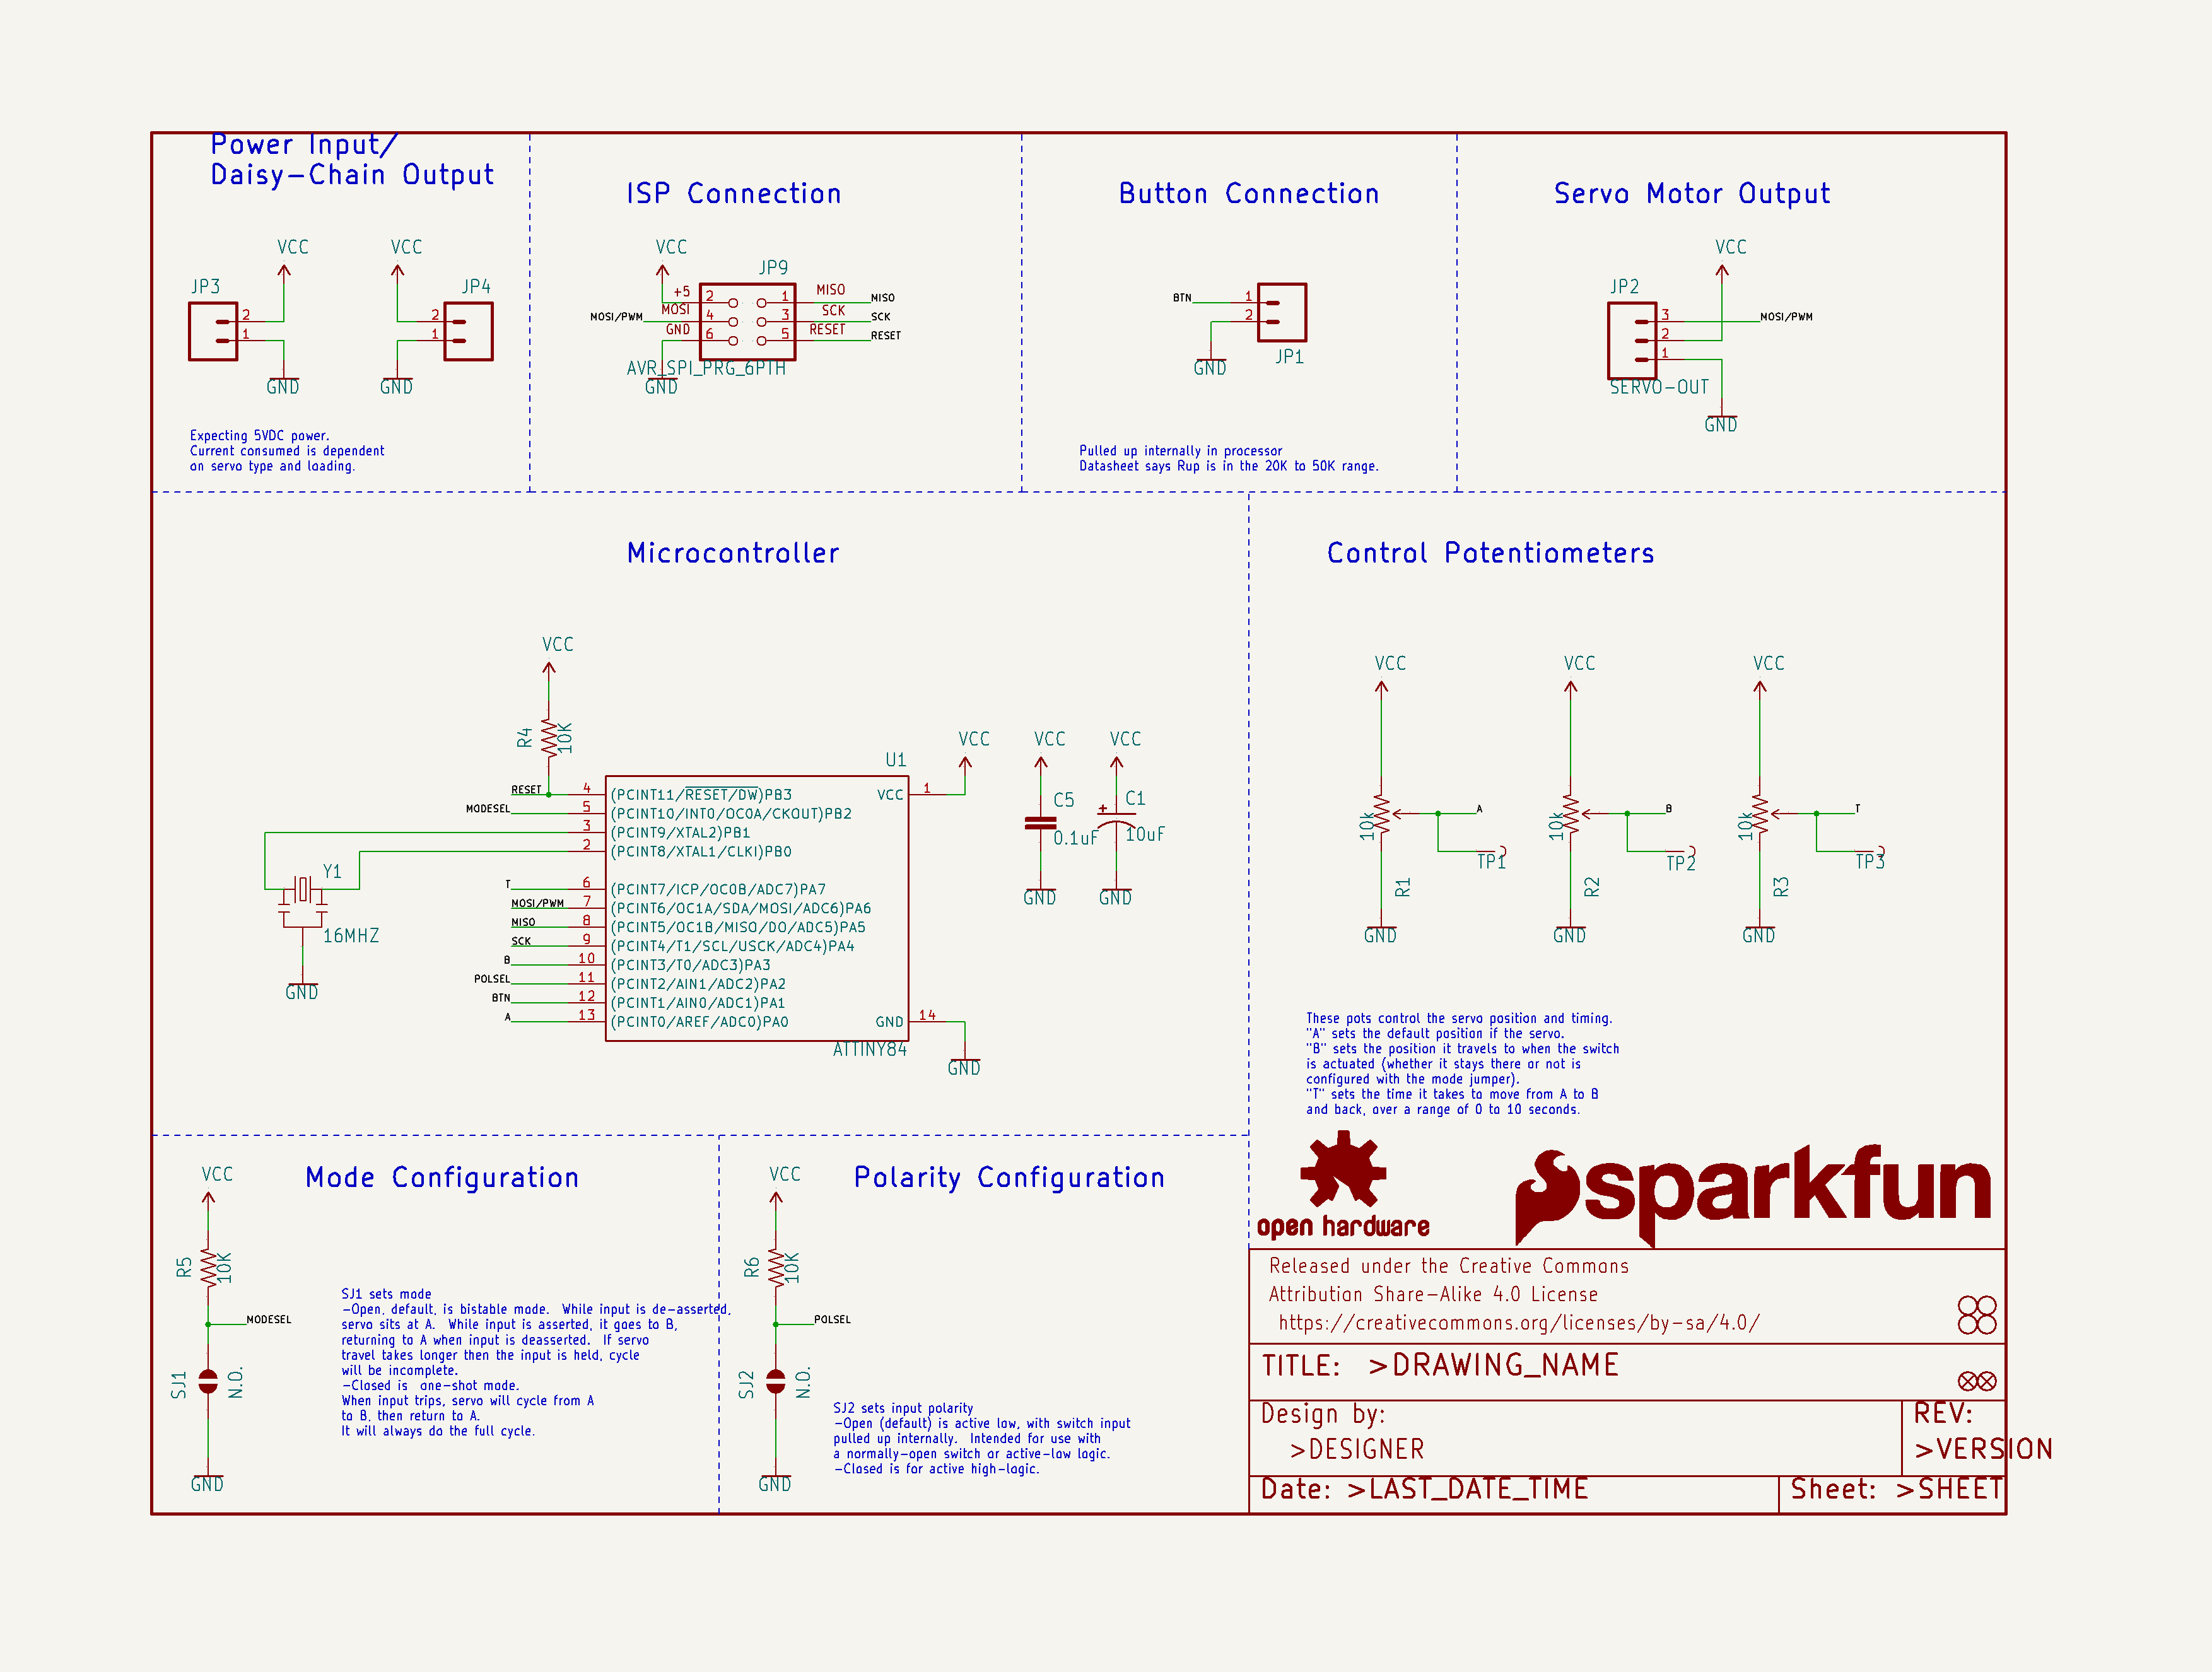 Power Input/
Daisy-Chain Output
VCC
VCC
JP3
JP4
2
1
2
1
GND
GND
Expecting 5VDC power.
Current consumed is dependent
on servo type and loading.
ISP Connection
VCC
JP9
+5
2
1
MISO
MISO
MOSI/PWM
MOSI
4
3
SCK
SCK
GND
6
5
RESET
RESET
AVR_SPI_PRG_6PTH
GND
Button Connection
BTN
1
2
JP1
GND
Pulled up internally in processor
Datasheet says Rup is in the 20K to 50K range.
Servo Motor Output
VCC
JP2
3
MOSI/PWM
2
1
SERVO-OUT
GND
Microcontroller
VCC
R4
10K
U1
VCC
VCC
VCC
RESET
4
(PCINT11/RESET/DW)PB3
VCC
1
MODESEL
5
(PCINT10/INT0/OC0A/CKOUT)PB2
3
(PCINT9/XTAL2)PB1
2
(PCINT8/XTAL1/CLKI)PB0
C5
0.1uF
C1
10uF
+
GND
GND
Y1
16MHZ
GND
T
6
(PCINT7/ICP/OC0B/ADC7)PA7
MOSI/PWM
7
(PCINT6/OC1A/SDA/MOSI/ADC6)PA6
MISO
8
(PCINT5/OC1B/MISO/DO/ADC5)PA5
SCK
9
(PCINT4/T1/SCL/USCK/ADC4)PA4
B
10
(PCINT3/T0/ADC3)PA3
POLSEL
11
(PCINT2/AIN1/ADC2)PA2
BTN
12
(PCINT1/AIN0/ADC1)PA1
A
13
(PCINT0/AREF/ADC0)PA0
GND
14
ATTINY84
GND
Control Potentiometers
VCC
VCC
VCC
10k
A
TP1
R1
10k
B
TP2
R2
10k
T
TP3
R3
GND
GND
GND
These pots control the servo position and timing.
"A" sets the default position if the servo.
"B" sets the position it travels to when the switch
is actuated (whether it stays there or not is
configured with the mode jumper).
"T" sets the time it takes to move from A to B
and back, over a range of 0 to 10 seconds.
Mode Configuration
VCC
R5
10K
MODESEL
SJ1
N.O.
GND
SJ1 sets mode
-Open, default, is bistable mode.  While input is de-asserted,
servo sits at A.  While input is asserted, it goes to B,
returning to A when input is deasserted.  If servo
travel takes longer then the input is held, cycle
will be incomplete.
-Closed is  one-shot mode.
When input trips, servo will cycle from A
to B, then return to A.
It will always do the full cycle.
Polarity Configuration
VCC
R6
10K
POLSEL
SJ2
N.O.
GND
SJ2 sets input polarity
-Open (default) is active low, with switch input
pulled up internally.  Intended for use with
a normally-open switch or active-low logic.
-Closed is for active high-logic.
open hardware
sparkfun
Released under the Creative Commons
Attribution Share-Alike 4.0 License
https://creativecommons.org/licenses/by-sa/4.0/
TITLE: >DRAWING_NAME
Design by:
>DESIGNER
REV:
>VERSION
Date: >LAST_DATE_TIME
Sheet: >SHEET